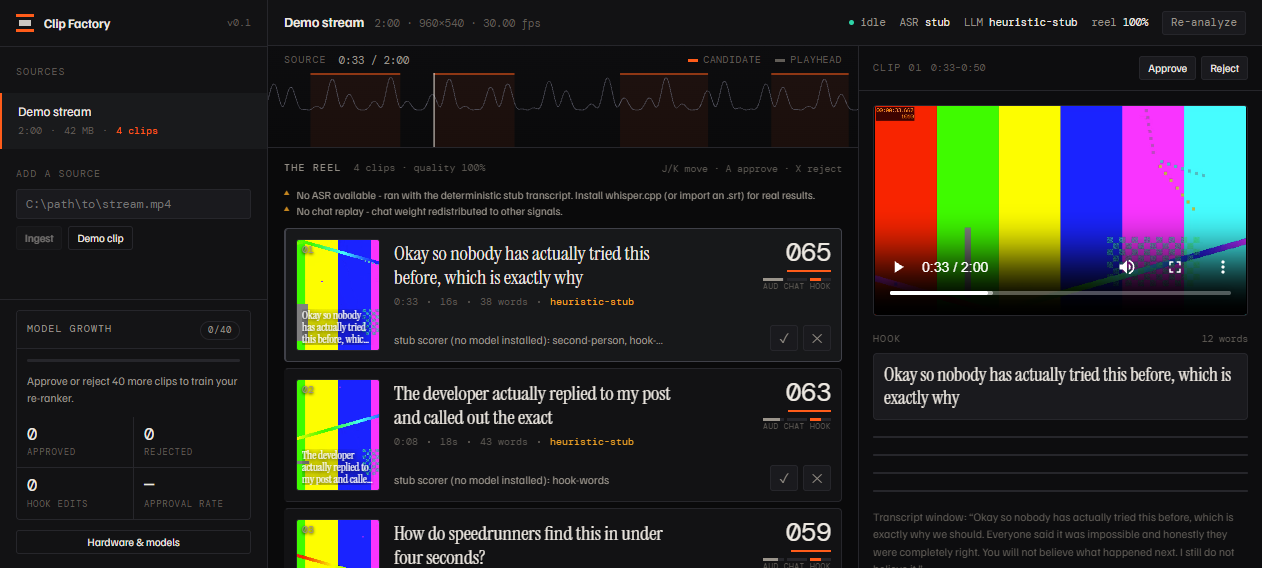 Clip Factory
v0.1
Demo stream 2:00 · 960×540 · 30.00 fps
idle ASR stub LLM heuristic-stub reel 100% Re-analyze
SOURCES
Demo stream
2:00 · 42 MB · 4 clips
ADD A SOURCE
C:\path\to\stream.mp4
Ingest Demo clip
MODEL GROWTH 0/40
Approve or reject 40 more clips to train your
re-ranker.
0 0
APPROVED REJECTED
0 —
HOOK EDITS APPROVAL RATE
Hardware & models
SOURCE 0:33 / 2:00 CANDIDATE PLAYHEAD
THE REEL 4 clips · quality 100% J/K move · A approve · X reject
No ASR available - ran with the deterministic stub transcript. Install whisper.cpp (or import an .srt) for real results.
No chat replay - chat weight redistributed to other signals.
01
Okay so nobody
has actually tried
this before, whic...
Okay so nobody has actually tried this
before, which is exactly why
0:33 · 16s · 38 words · heuristic-stub
stub scorer (no model installed): second-person, hook-...
065
AUD CHAT HOOK
02
The developer
actually replied to
my post and calle...
The developer actually replied to my post
and called out the exact
0:08 · 18s · 43 words · heuristic-stub
stub scorer (no model installed): hook-words
063
AUD CHAT HOOK
03
How do speedrunners find this in under
four seconds?
059
AUD CHAT HOOK
CLIP 01 0:33–0:50 Approve Reject
0:33 / 2:00
HOOK 12 words
Okay so nobody has actually tried this before, which is
exactly why
Transcript window: “Okay so nobody has actually tried this before, which is
exactly why we should. Everyone said it was impossible and honestly they
were completely right. You will not believe what happened next. I still do not
believe it.”